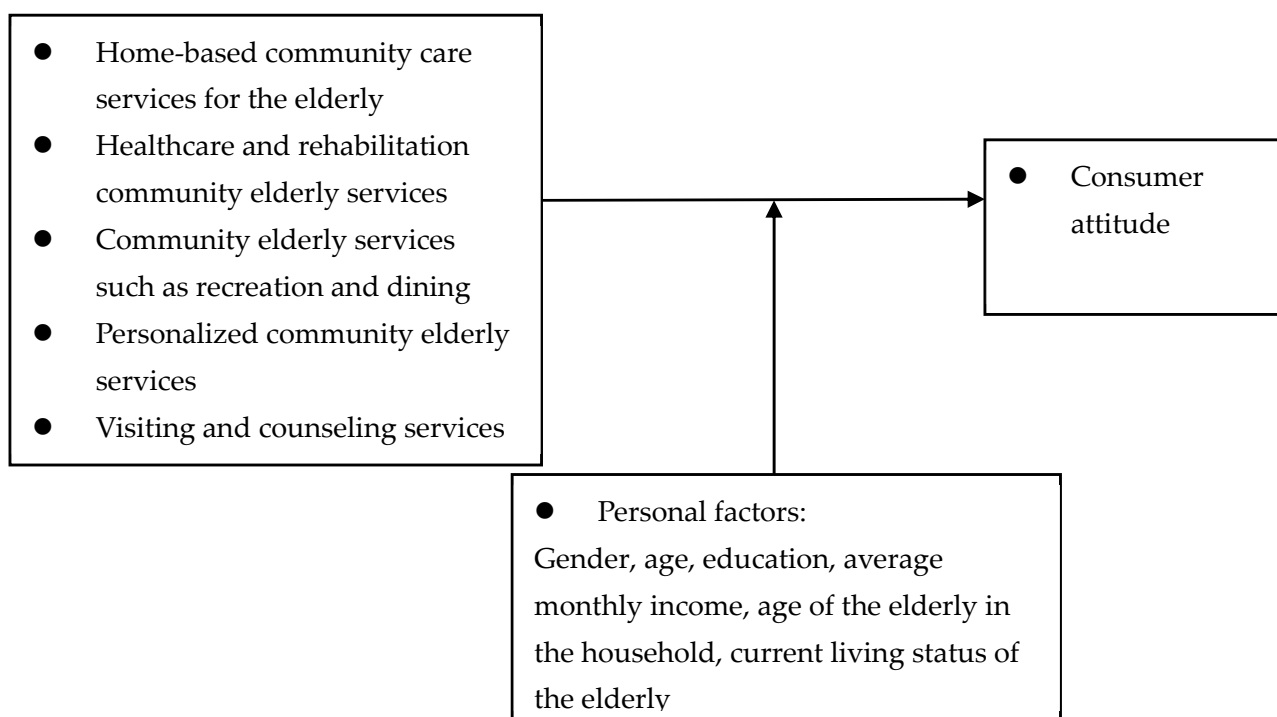 ● Home-based community care
services for the elderly
● Healthcare and rehabilitation
community elderly services
● Community elderly services
such as recreation and dining
● Personalized community elderly
services
● Visiting and counseling services
● Consumer
attitude
● Personal factors:
Gender, age, education, average
monthly income, age of the elderly in
the household, current living status of
the elderly